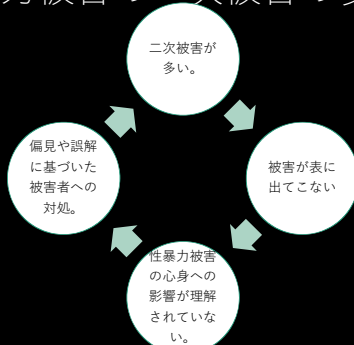 二次被害が
多い。
被害が表に
出てこない
性暴力被害
の心身への
影響が理解
されていな
い。
偏見や誤解
に基づいた
被害者への
対処。